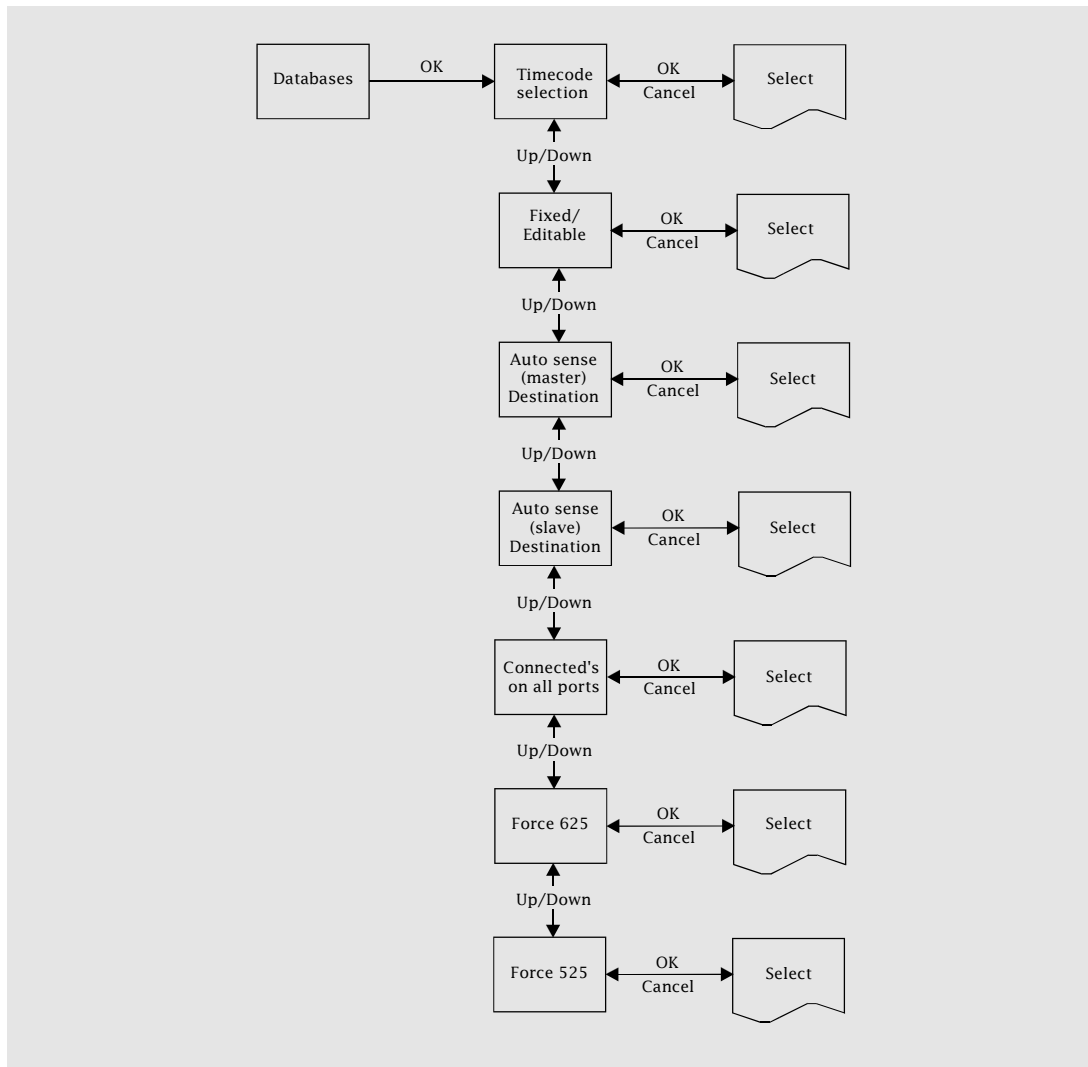 Databases
OK
Timecode
selection
OK
Cancel
Select
Up/Down
Fixed/
Editable
OK
Cancel
Select
Up/Down
Auto sense
(master)
Destination
OK
Cancel
Select
Up/Down
Auto sense
(slave)
Destination
OK
Cancel
Select
Up/Down
Connected's
on all ports
OK
Cancel
Select
Up/Down
Force 625
OK
Cancel
Select
Up/Down
Force 525
OK
Cancel
Select